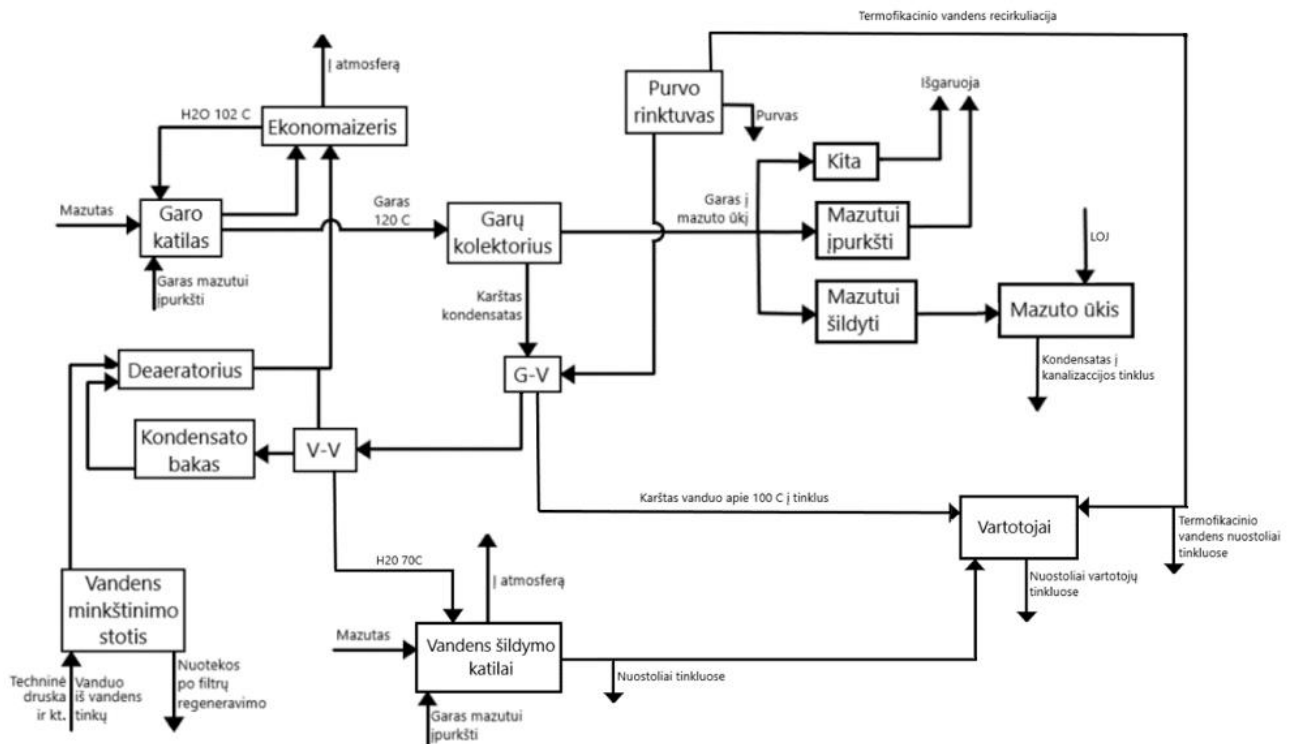 Termofikacinio vandens recirkuliacija
Į atmosferą
H2O 102 C
Ekonomaizeris
Purvo
rinktuvas
Purvas
Išgaruoja
Kita
Mazutas
Garo
katilas
Garas
120 C
Garų
kolektorius
Garas į
mazuto ūkį
Mazutui
įpurkšti
LOJ
Garas mazutui
įpurkšti
Karštas
kondensatas
Mazutui
šildyti
Mazuto ūkis
Deaeratorius
G-V
Kondensatas į
kanalizaccijos tinklus
Kondensato
bakas
V-V
Karštas vanduo apie 100 C į tinklus
Vartotojai
Termofikacinio
vandens nuostoliai
tinkluose
H20 70C
Į atmosferą
Nuostoliai vartotojų
tinkluose
Vandens
minkštinimo
stotis
Mazutas
Vandens šildymo
katilai
Nuostoliai tinkluose
Techninė
druska
ir kt.
Vanduo
iš vandens
tinkų
Nuotekos
po filtrų
regeneravimo
Garas mazutui
įpurkšti